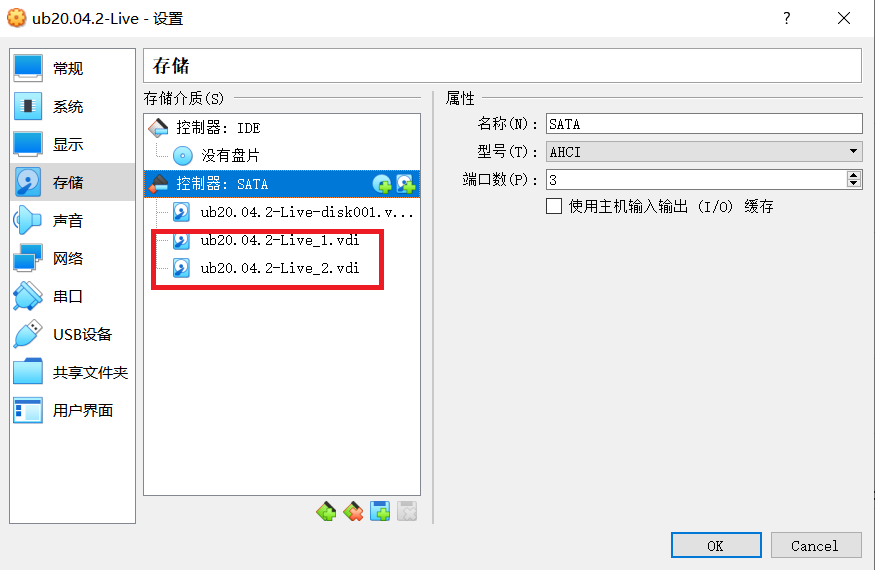 ub20.04.2-Live - 设置
?
常规
系统
显示
存储
声音
网络
串口
USB设备
共享文件夹
用户界面
存储
存储介质(S)
控制器: IDE
没有盘片
控制器: SATA
ub20.04.2-Live-disk001.v...
ub20.04.2-Live_1.vdi
ub20.04.2-Live_2.vdi
属性
名称(N): SATA
型号(T): AHCI
端口数(P): 3
使用主机输入输出 (I/O) 缓存
OK
Cancel